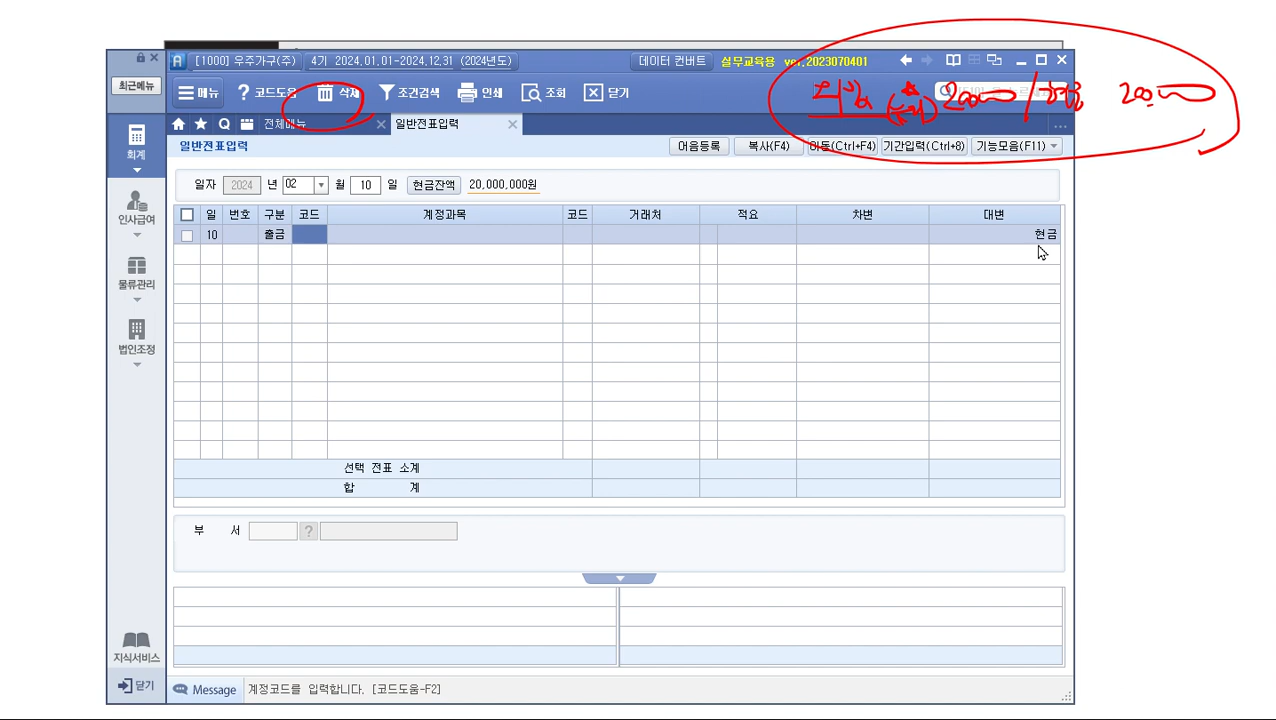 [1000] 우주가구(주) 4기 2024.01.01~2024.12.31 (2024년도) 데이터 컨버트 실무교육용 ver.2023070401
최근메뉴
메뉴 코드도움 삭제 조건검색 인쇄 조회 닫기
전체메뉴 일반전표입력
일반전표입력 어음등록 복사(F4) 이동(Ctrl+F4) 기간입력(Ctrl+8) 기능모음(F11)
회계
일자 2024 년 02 월 10 일 현금잔액 20,000,000원
인사급여
일 번호 구분 코드 계정과목 코드 거래처 적요 차변 대변
10 출금 현금
물류관리
법인조정
선택 전표 소계
합 계
부 서 ?
지식서비스
닫기
Message 계정코드를 입력합니다. [코드도움-F2]